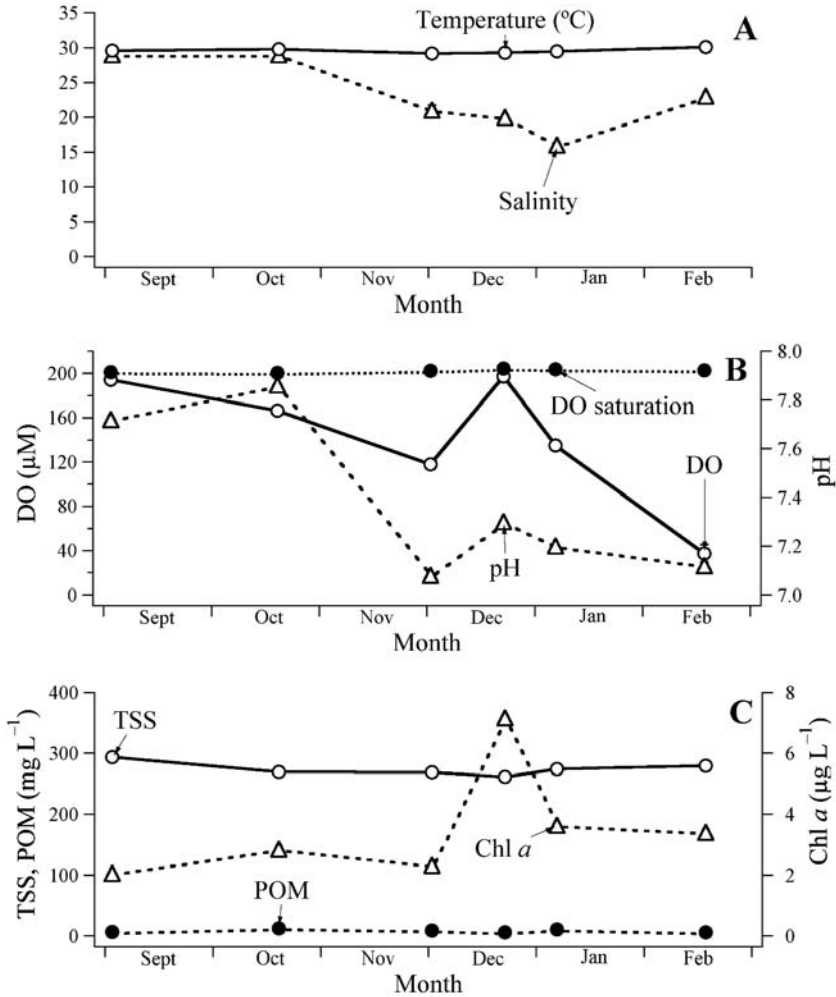 A
Temperature (ºC)
35
30
25
20
15
10
5
0
Salinity
Sept Oct Nov Dec Jan Feb
Month
B
DO (µM)
200
160
120
80
40
0
pH
8.0
7.8
7.6
7.4
7.2
7.0
DO saturation
DO
pH
Sept Oct Nov Dec Jan Feb
Month
C
TSS, POM (mg L⁻¹)
400
300
200
100
0
Chl a (µg L⁻¹)
8
6
4
2
0
TSS
Chl a
POM
Sept Oct Nov Dec Jan Feb
Month